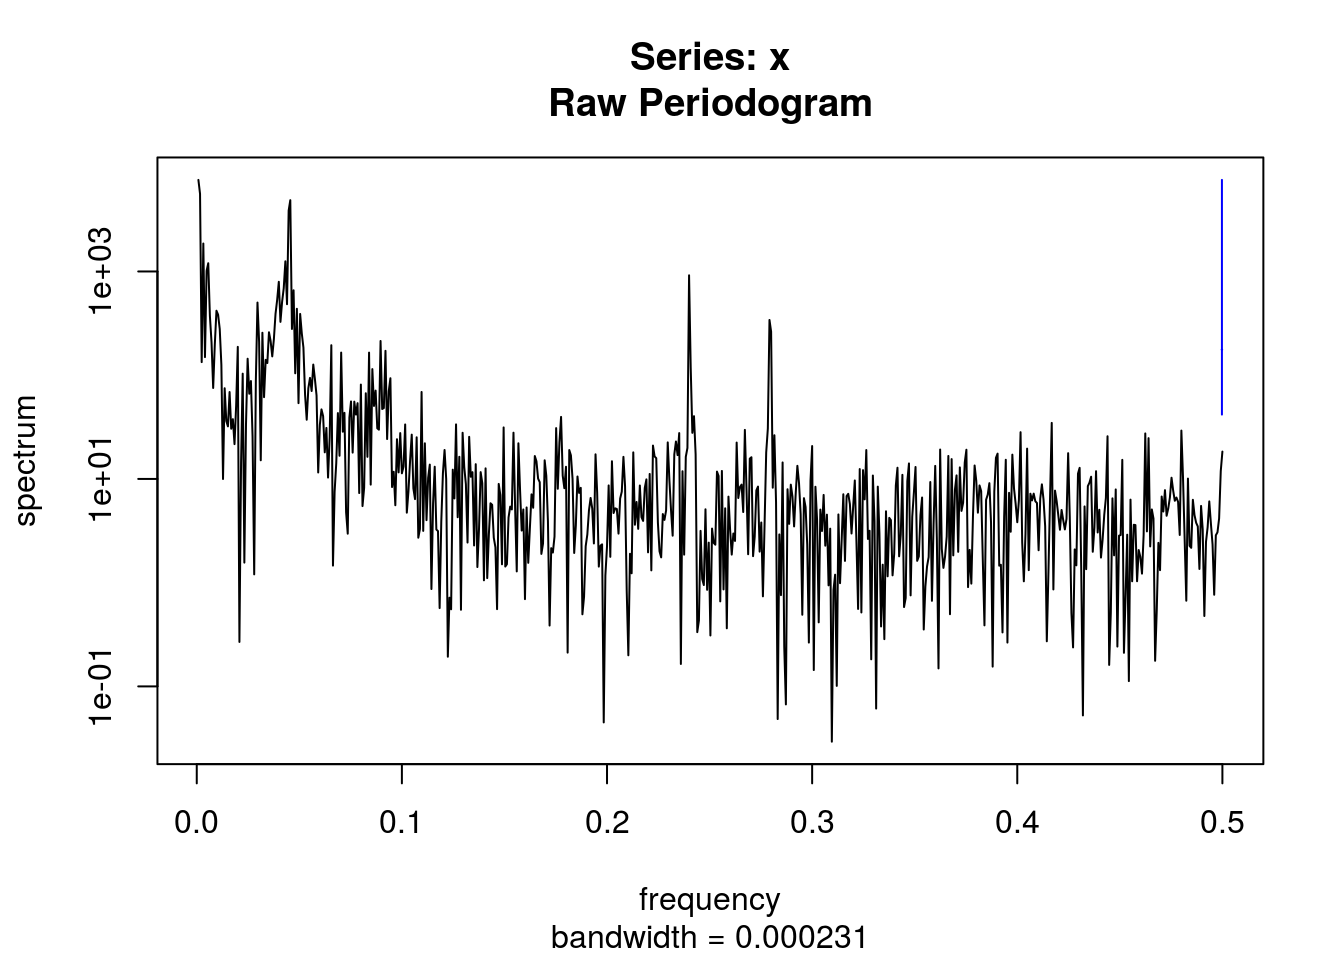 Series: x
Raw Periodogram
spectrum
1e+03
1e+01
1e-01
0.0 0.1 0.2 0.3 0.4 0.5
frequency
bandwidth = 0.000231